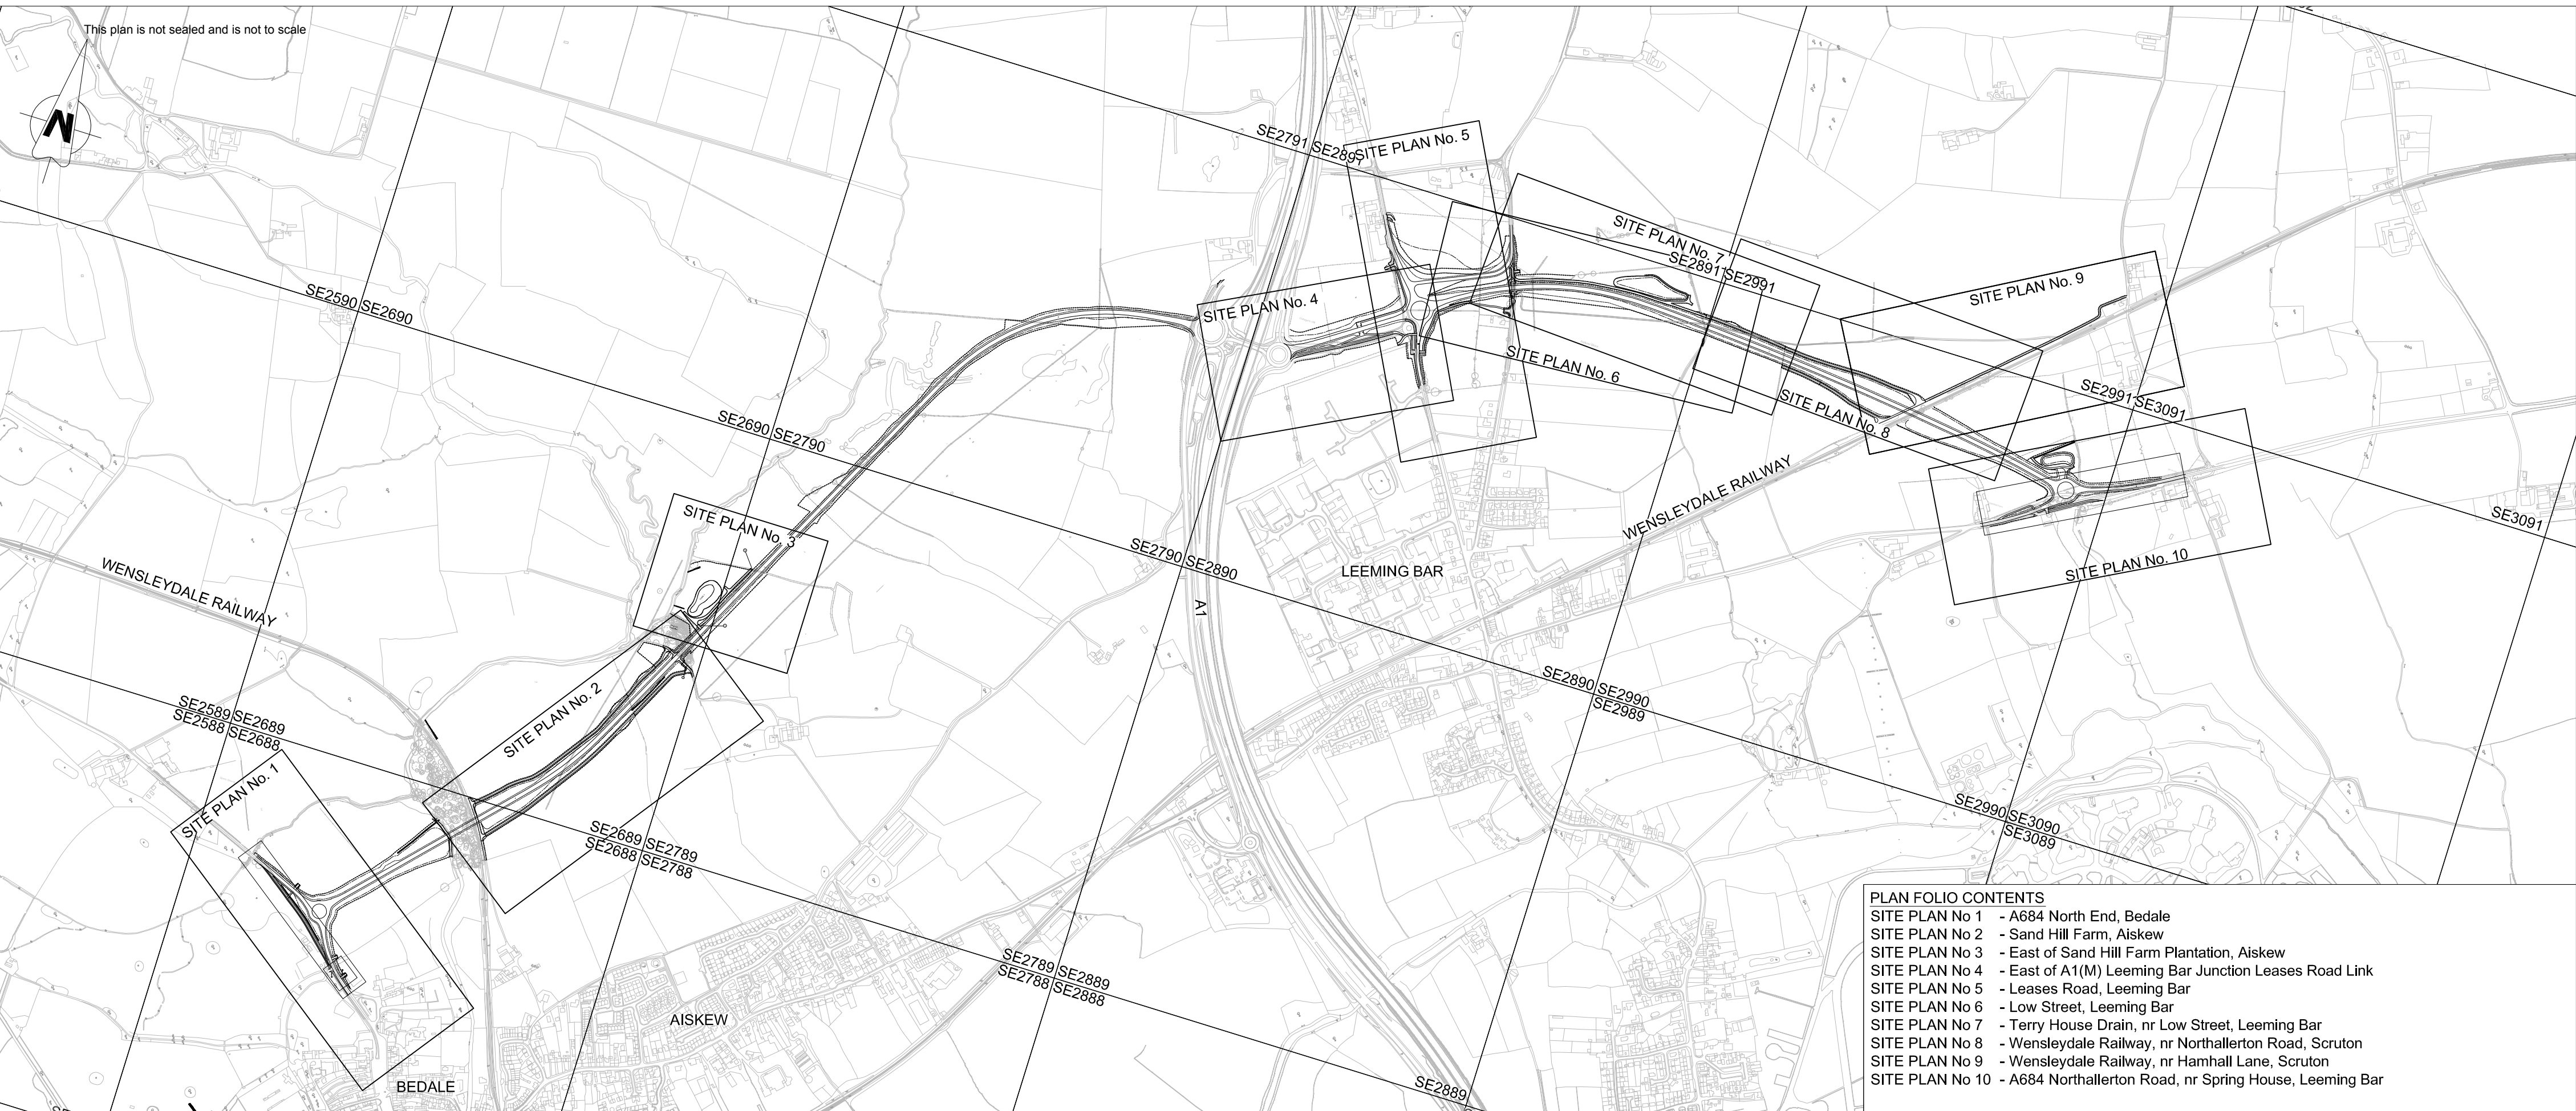 This plan is not sealed and is not to scale
N
SE2791 SE2891
SITE PLAN No. 5
SITE PLAN No. 7
SE2891 SE2991
SITE PLAN No. 9
SITE PLAN No. 4
SE2590 SE2690
SITE PLAN No. 6
SE2991 SE3091
SITE PLAN No. 8
SE2690 SE2790
WENSLEYDALE RAILWAY
SE3091
SITE PLAN No. 3
SE2790 SE2890
LEEMING BAR
SITE PLAN No. 10
WENSLEYDALE RAILWAY
A1
SITE PLAN No. 2
SE2890 SE2990
SE2989
SE2589 SE2689
SE2588 SE2688
SITE PLAN No. 1
SE2990 SE3090
SE3089
SE2689 SE2789
SE2688 SE2788
SE2789 SE2889
SE2788 SE2888
AISKEW
BEDALE
SE2889
PLAN FOLIO CONTENTS
SITE PLAN No 1 - A684 North End, Bedale
SITE PLAN No 2 - Sand Hill Farm, Aiskew
SITE PLAN No 3 - East of Sand Hill Farm Plantation, Aiskew
SITE PLAN No 4 - East of A1(M) Leeming Bar Junction Leases Road Link
SITE PLAN No 5 - Leases Road, Leeming Bar
SITE PLAN No 6 - Low Street, Leeming Bar
SITE PLAN No 7 - Terry House Drain, nr Low Street, Leeming Bar
SITE PLAN No 8 - Wensleydale Railway, nr Northallerton Road, Scruton
SITE PLAN No 9 - Wensleydale Railway, nr Hamhall Lane, Scruton
SITE PLAN No 10 - A684 Northallerton Road, nr Spring House, Leeming Bar